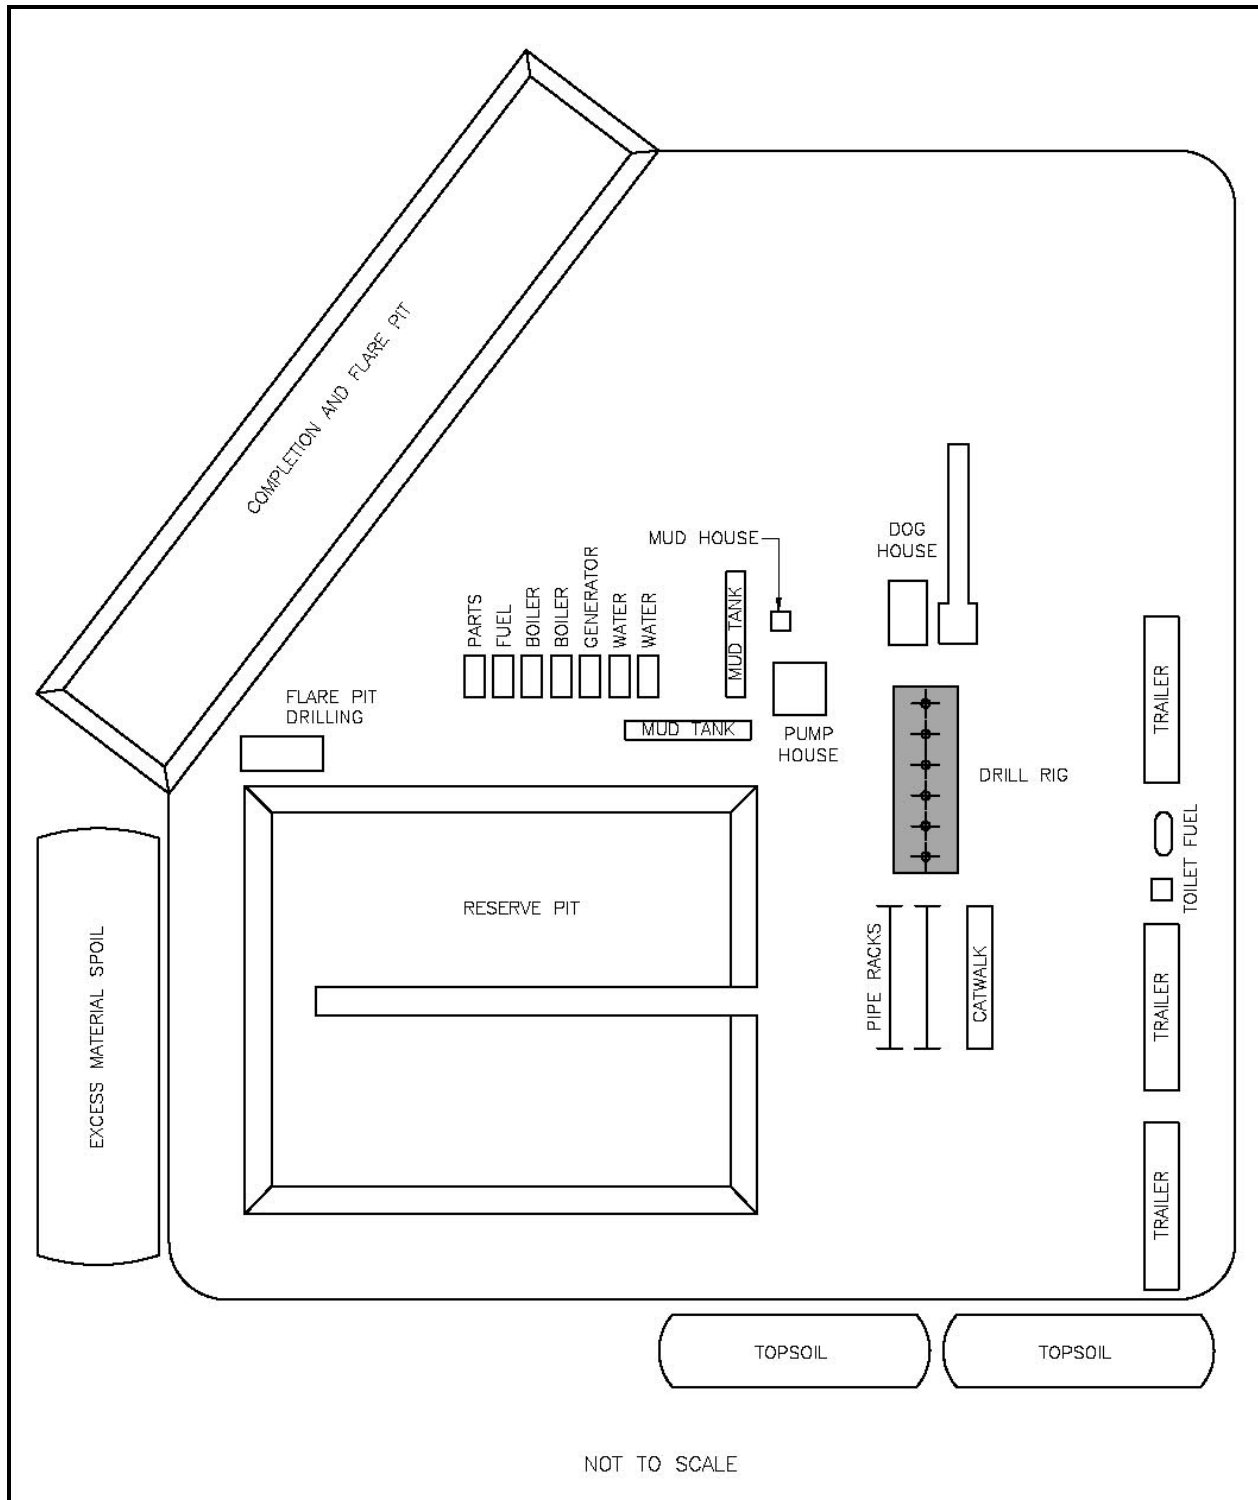 COMPLETION AND FLARE PIT
MUD HOUSE
DOG
HOUSE
PARTS
FUEL
BOILER
BOILER
GENERATOR
WATER
WATER
MUD TANK
MUD TANK
PUMP
HOUSE
FLARE PIT
DRILLING
DRILL RIG
TRAILER
TOILET FUEL
RESERVE PIT
PIPE RACKS
CATWALK
TRAILER
EXCESS MATERIAL SPOIL
TRAILER
TOPSOIL
TOPSOIL
NOT TO SCALE